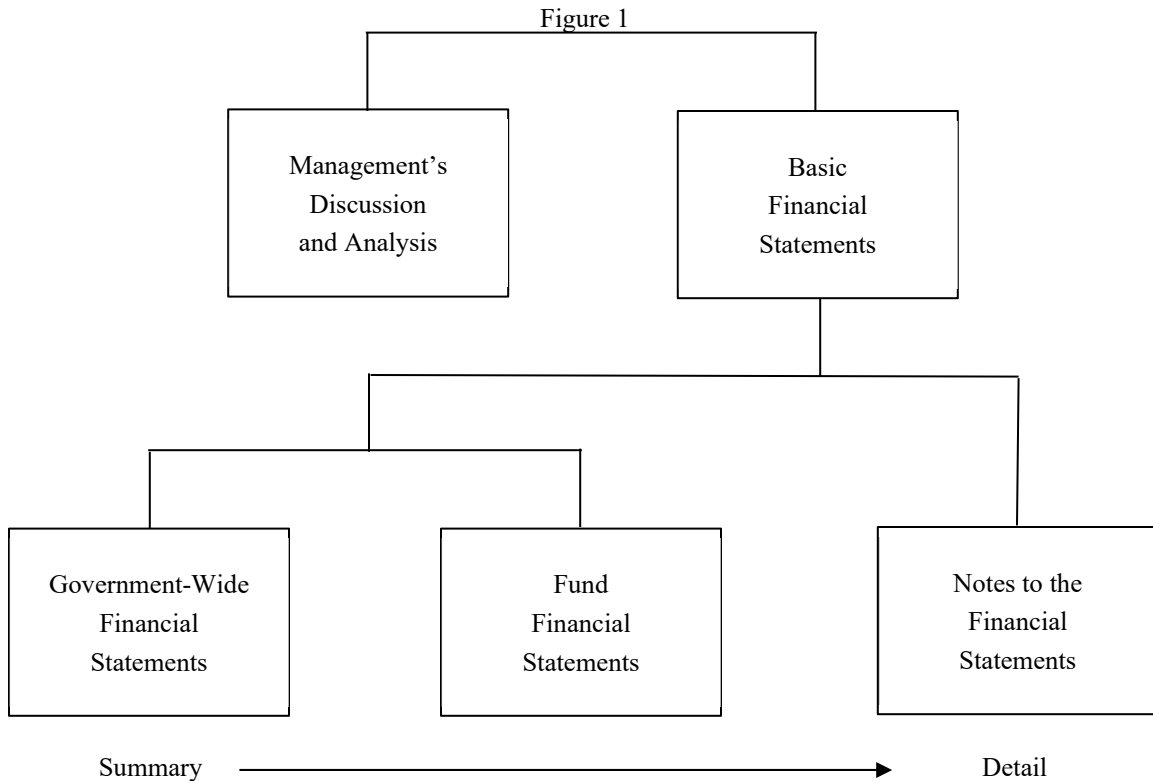 Figure 1
Management’s
Discussion
and Analysis
Basic
Financial
Statements
Government-Wide
Financial
Statements
Fund
Financial
Statements
Notes to the
Financial
Statements
Summary
Detail